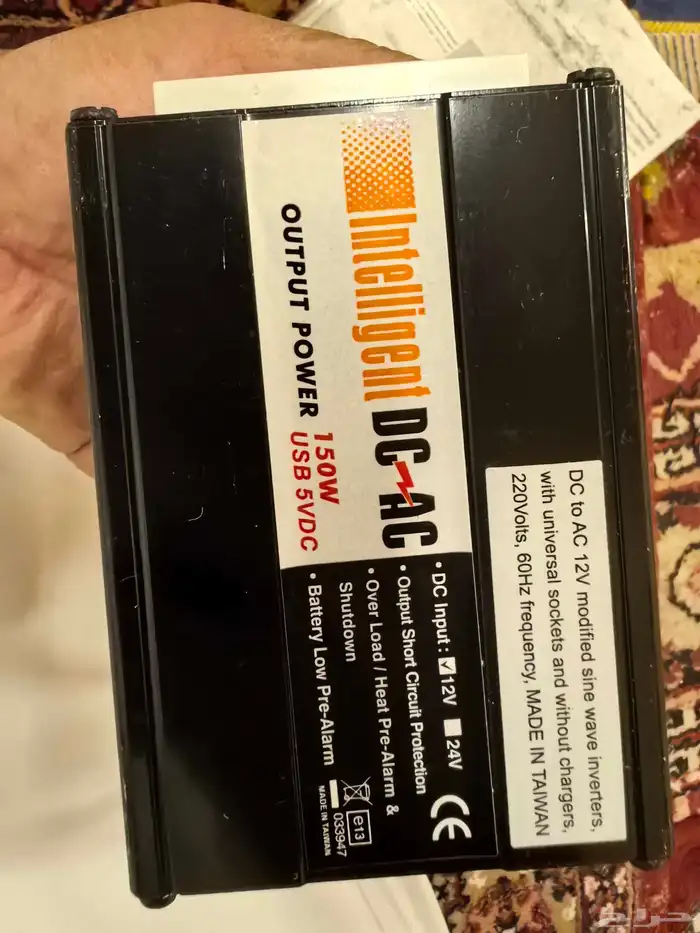 Intelligent DC AC
OUTPUT POWER 150W
USB 5VDC
• DC Input : 12V 24V
• Output Short Circuit Protection
• Over Load / Heat Pre-Alarm &
Shutdown
• Battery Low Pre-Alarm
CE
e13
033947
MADE IN TAIWAN
DC to AC 12V modified sine wave inverters,
with universal sockets and without chargers,
220Volts, 60Hz frequency, MADE IN TAIWAN
حراج